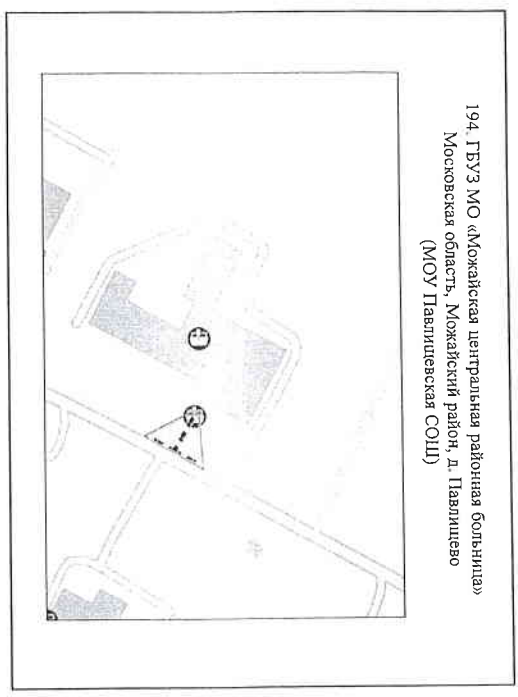 194. ГБУЗ МО «Можайская центральная районная больница»
Московская область, Можайский район, д. Павлищево
(МОУ Павлищевская СОШ)